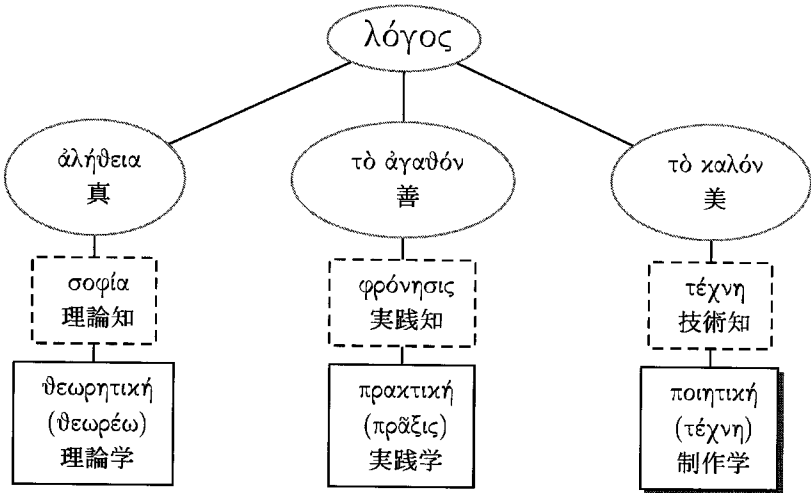 λόγος
ἀλήθεια
真
τὸ ἀγαθόν
善
τὸ καλόν
美
σοφία
理論知
φρόνησις
実践知
τέχνη
技術知
ϑεωρητική
(ϑεωρέω)
理論学
πρακτική
(πρᾶξις)
実践学
ποιητική
(τέχνη)
制作学